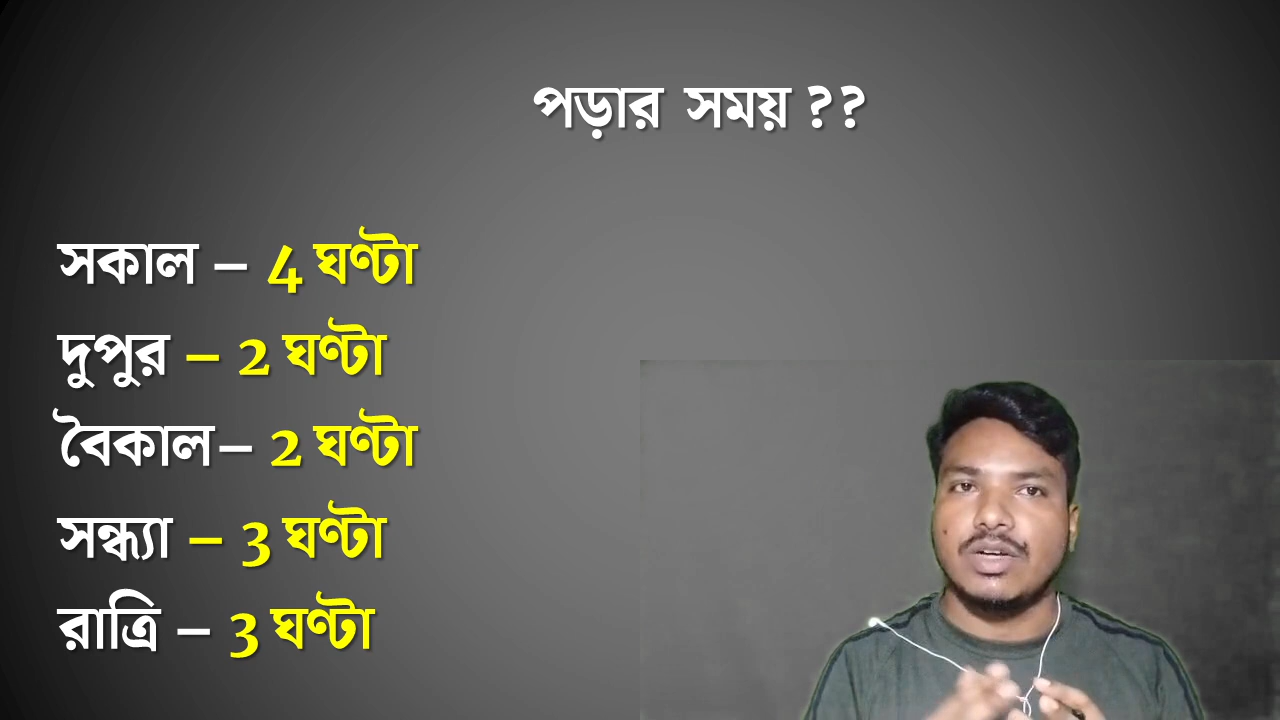 পড়ার সময় ??
সকাল – 4 ঘণ্টা
দুপুর – 2 ঘণ্টা
বৈকাল– 2 ঘণ্টা
সন্ধ্যা – 3 ঘণ্টা
রাত্রি – 3 ঘণ্টা